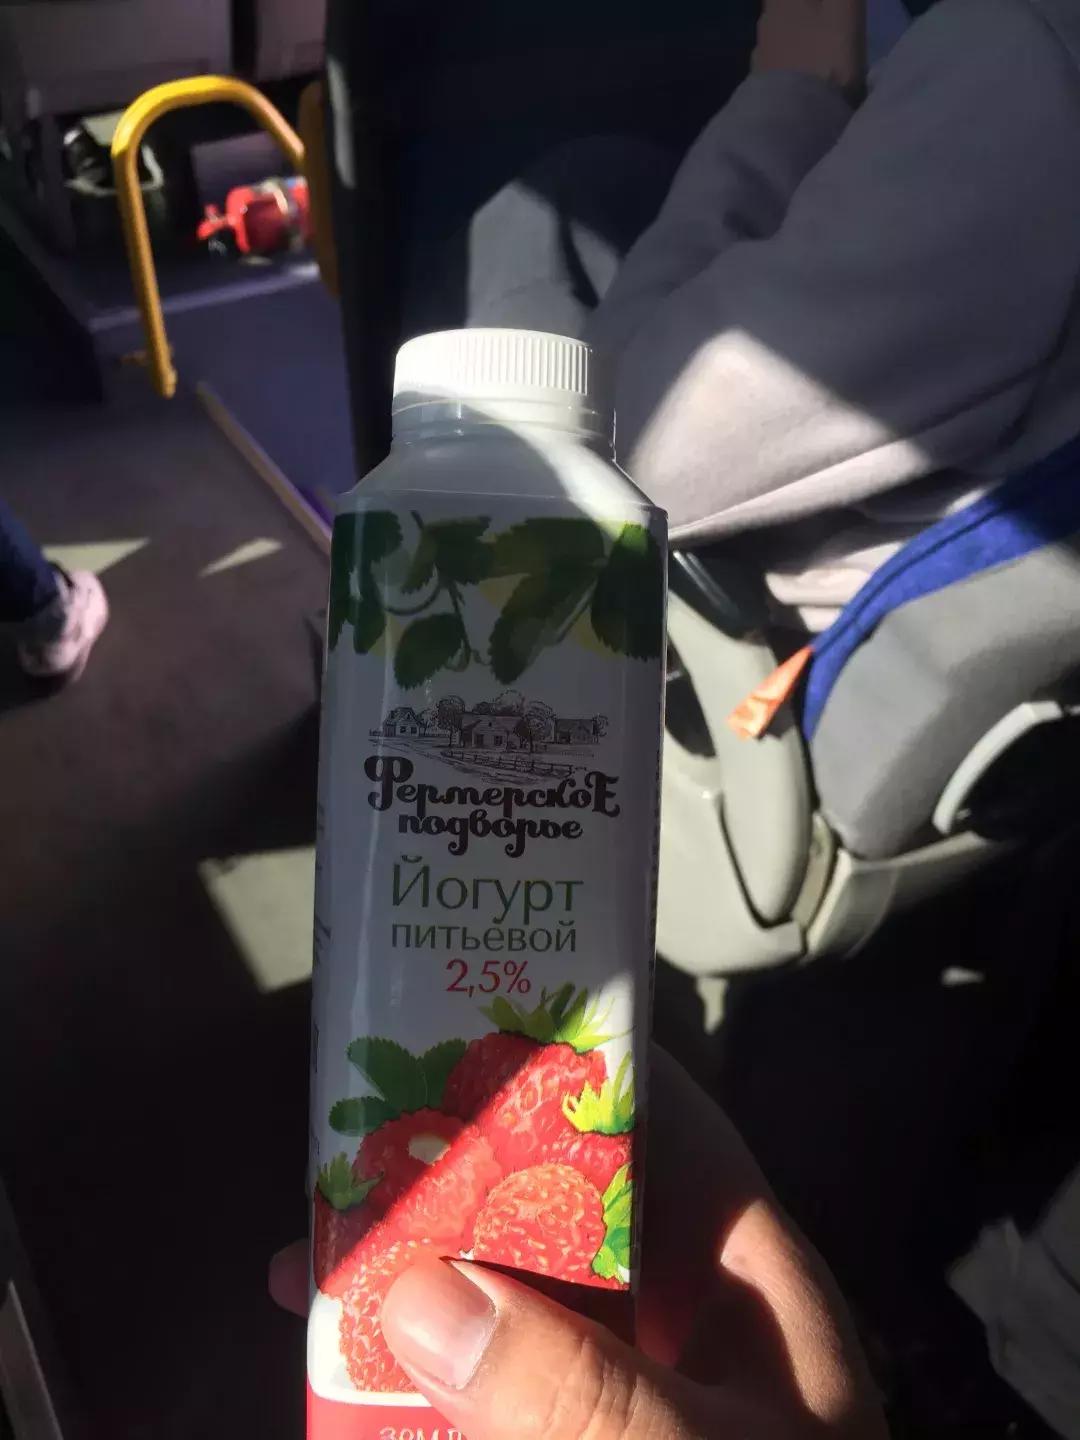 Фермерское
подворье
Йогурт
питьевой
2,5%